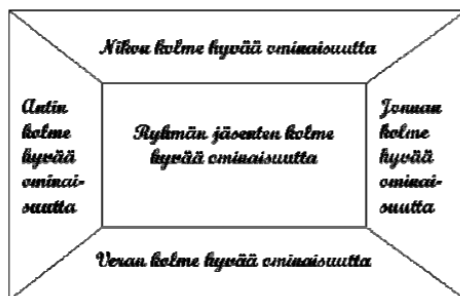 Nikon kolme hyvää ominaisuutta
Antin
kolme
hyvää
ominai-
suutta
Ryhmän jäsenten kolme
hyvää ominaisuutta
Jonnan
kolme
hyvää
ominai-
suutta
Veran kolme hyvää ominaisuutta